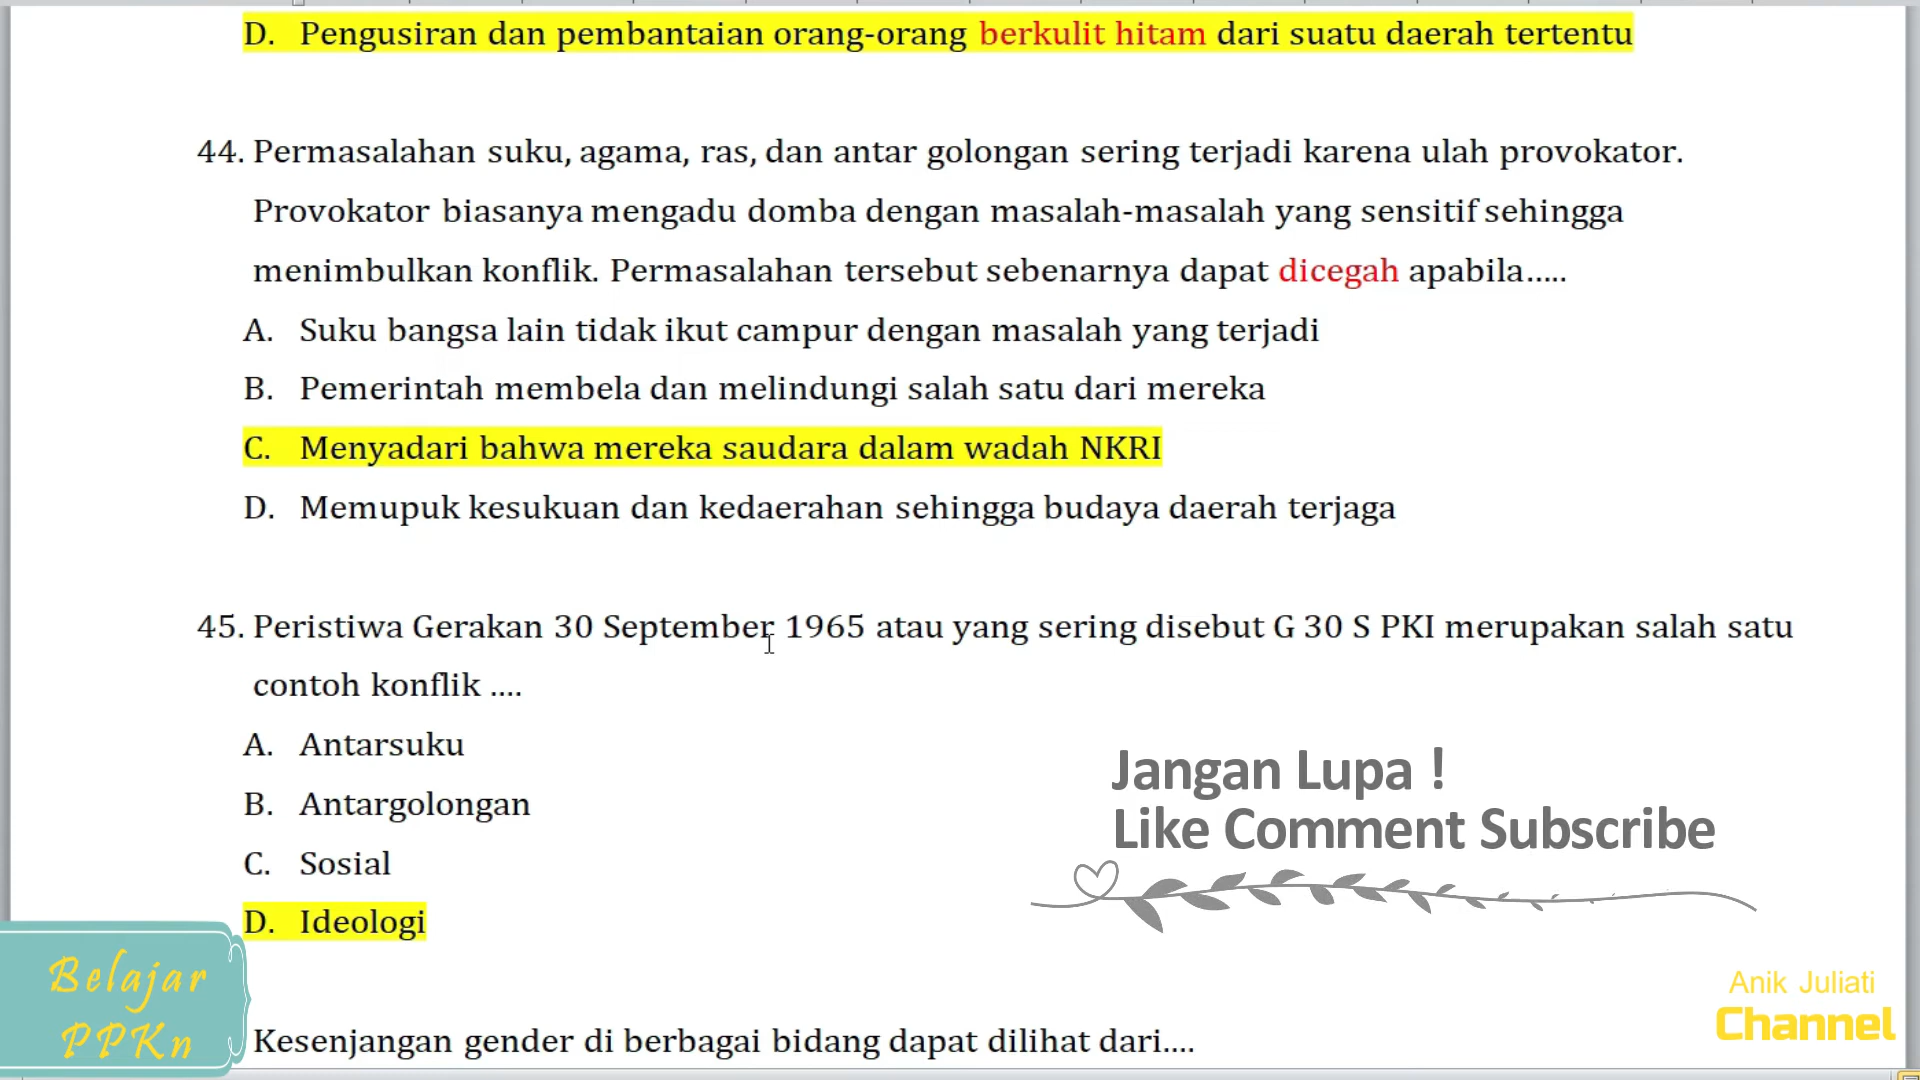 D. Pengusiran dan pembantaian orang-orang berkulit hitam dari suatu daerah tertentu
44. Permasalahan suku, agama, ras, dan antar golongan sering terjadi karena ulah provokator.
Provokator biasanya mengadu domba dengan masalah-masalah yang sensitif sehingga
menimbulkan konflik. Permasalahan tersebut sebenarnya dapat dicegah apabila.....
A. Suku bangsa lain tidak ikut campur dengan masalah yang terjadi
B. Pemerintah membela dan melindungi salah satu dari mereka
C. Menyadari bahwa mereka saudara dalam wadah NKRI
D. Memupuk kesukuan dan kedaerahan sehingga budaya daerah terjaga
45. Peristiwa Gerakan 30 September 1965 atau yang sering disebut G 30 S PKI merupakan salah satu
contoh konflik ....
A. Antarsuku
B. Antargolongan
C. Sosial
D. Ideologi
Jangan Lupa !
Like Comment Subscribe
Belajar
PPKn
Anik Juliati
Channel
Kesenjangan gender di berbagai bidang dapat dilihat dari....